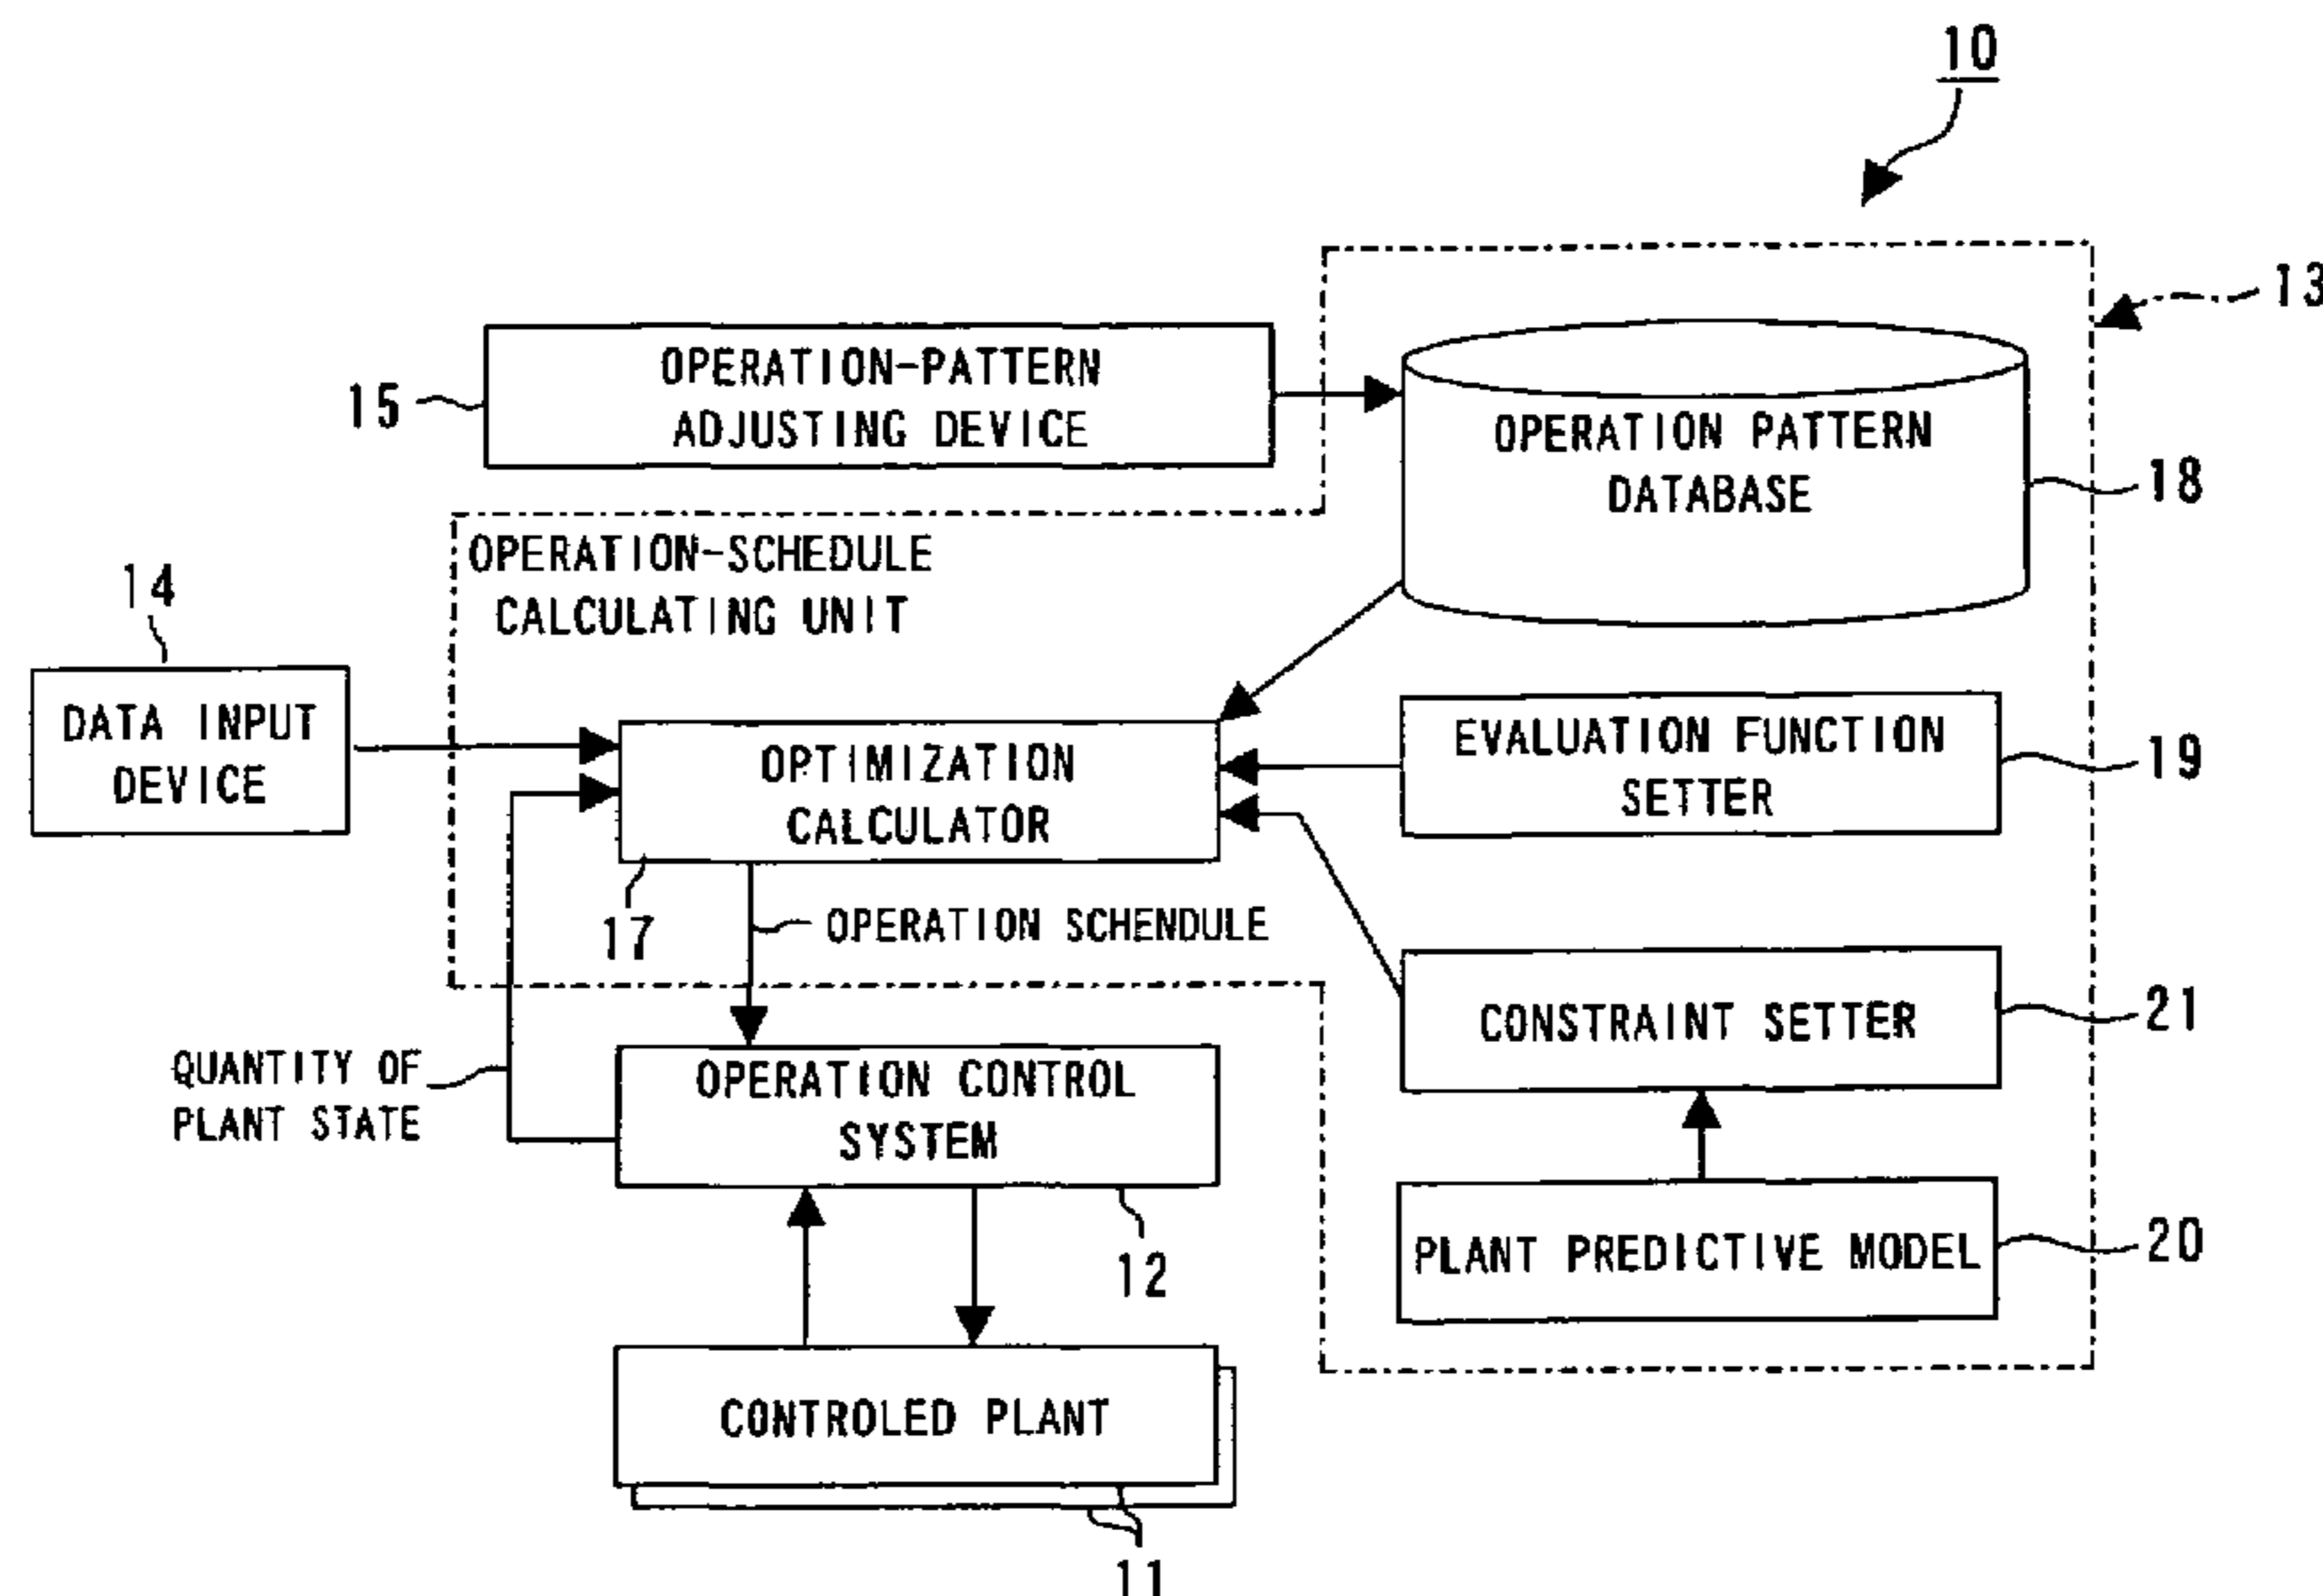 10
13
OPERATION-PATTERN
ADJUSTING DEVICE
15
OPERATION PATTERN
DATABASE
18
OPERATION-SCHEDULE
CALCULATING UNIT
14
DATA INPUT
DEVICE
OPTIMIZATION
CALCULATOR
17
EVALUATION FUNCTION
SETTER
19
OPERATION SCHENDULE
CONSTRAINT SETTER
21
QUANTITY OF
PLANT STATE
OPERATION CONTROL
SYSTEM
12
PLANT PREDICTIVE MODEL
20
CONTROLED PLANT
11